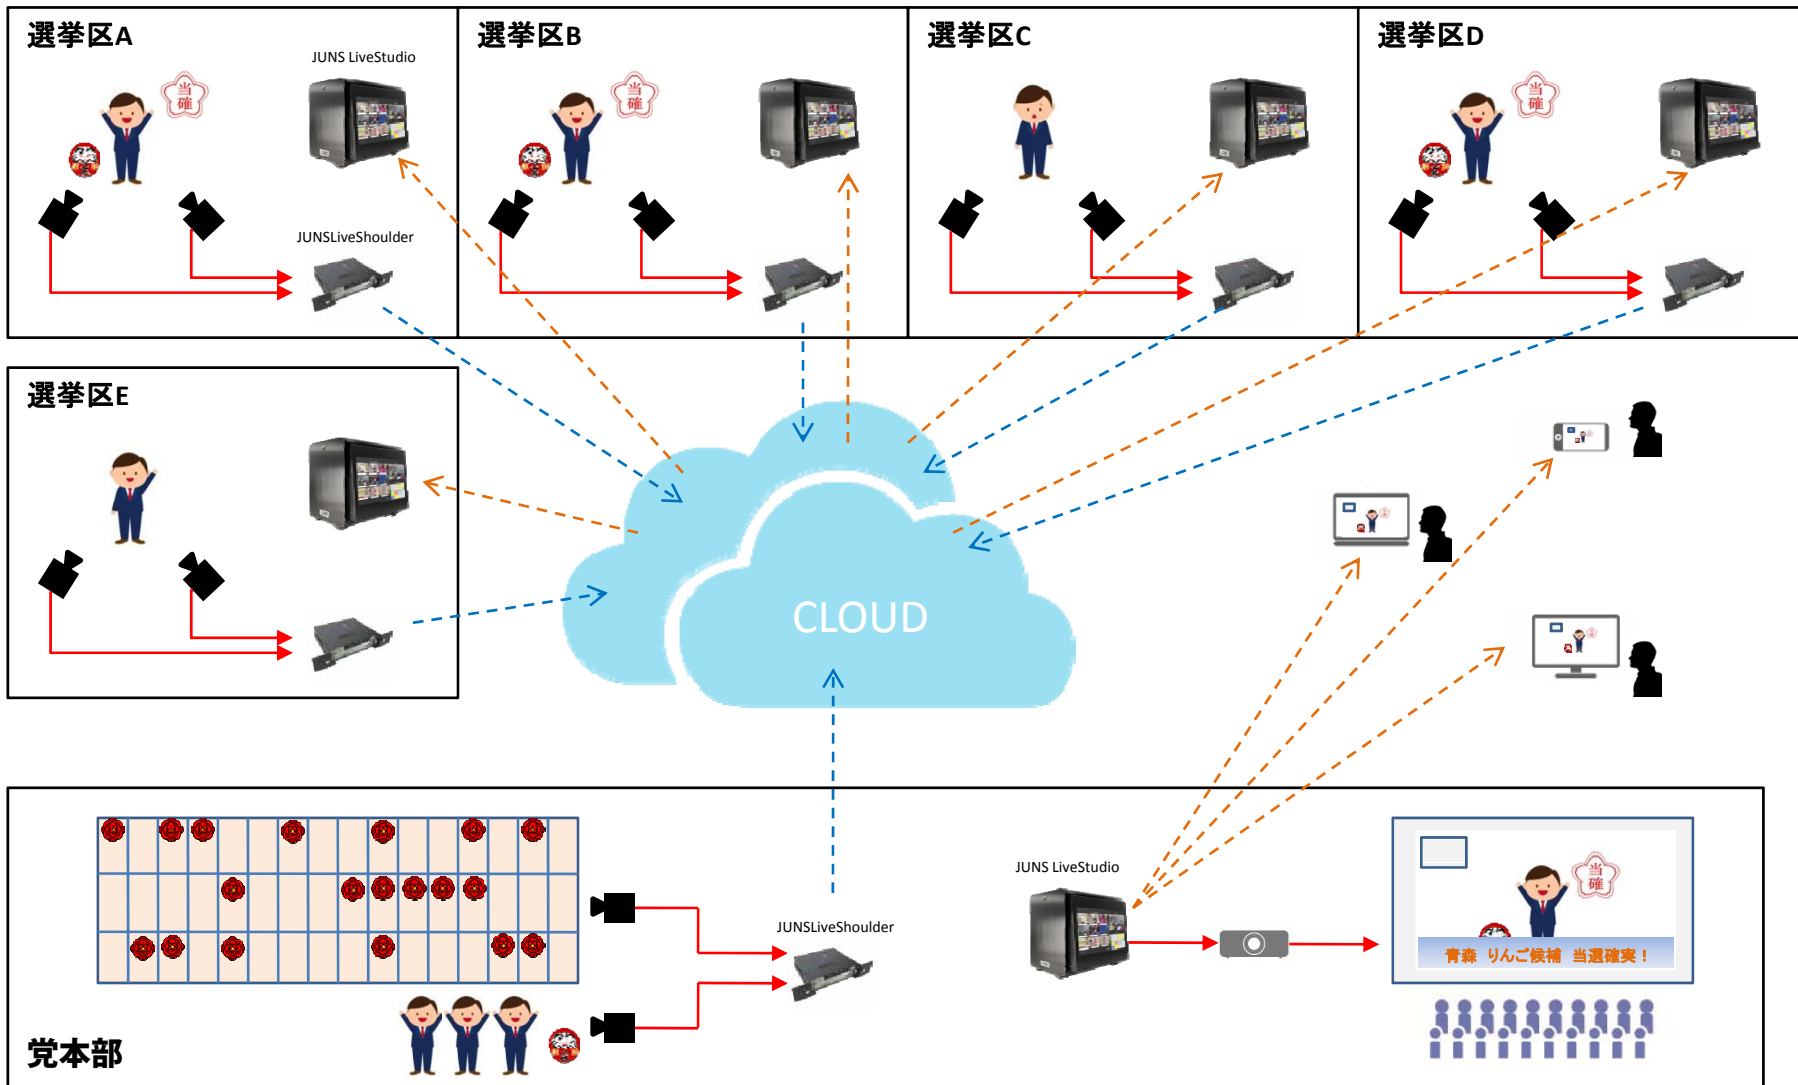 選挙区A
選挙区B
選挙区C
選挙区D
JUNS LiveStudio
当
確
当
確
当
確
JUNSLiveShoulder
選挙区E
CLOUD
JUNS LiveStudio
JUNSLiveShoulder
当
確
青森 りんご候補 当選確実！
党本部